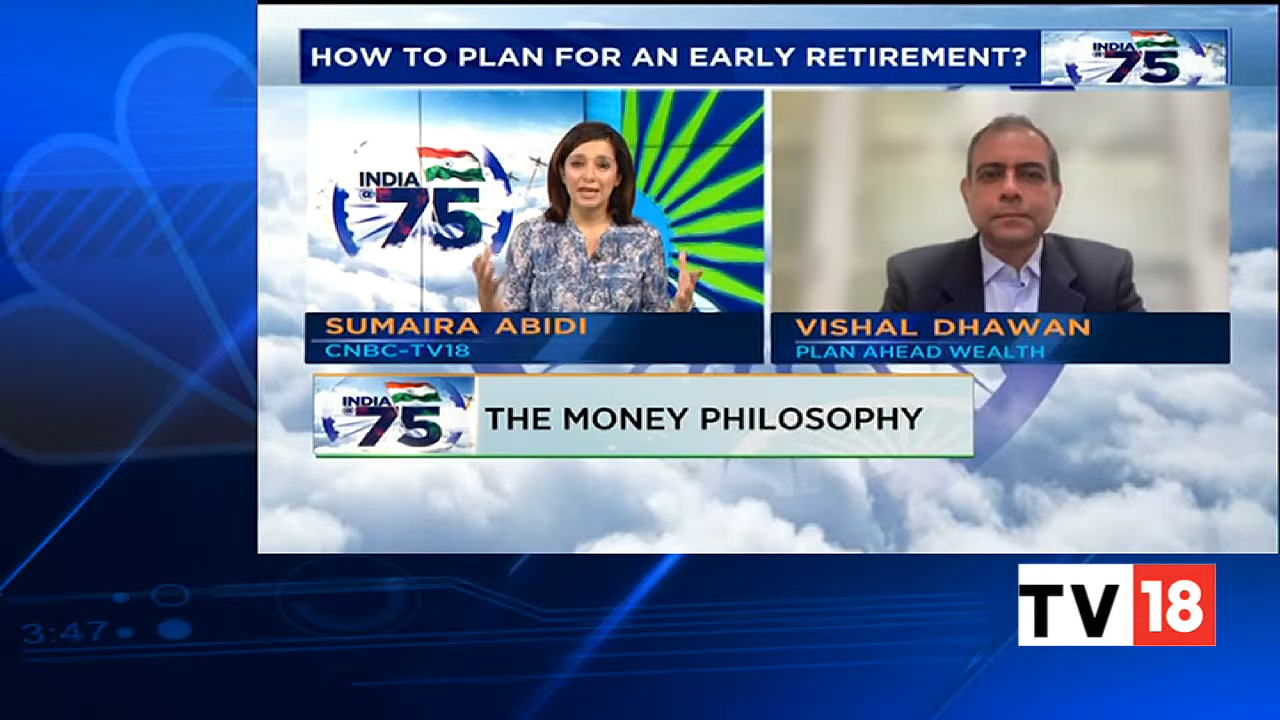 HOW TO PLAN FOR AN EARLY RETIREMENT?
INDIA
@75
INDIA
@75
SUMAIRA ABIDI
CNBC-TV18
VISHAL DHAWAN
PLAN AHEAD WEALTH
INDIA
@75
THE MONEY PHILOSOPHY
3:47
TV18